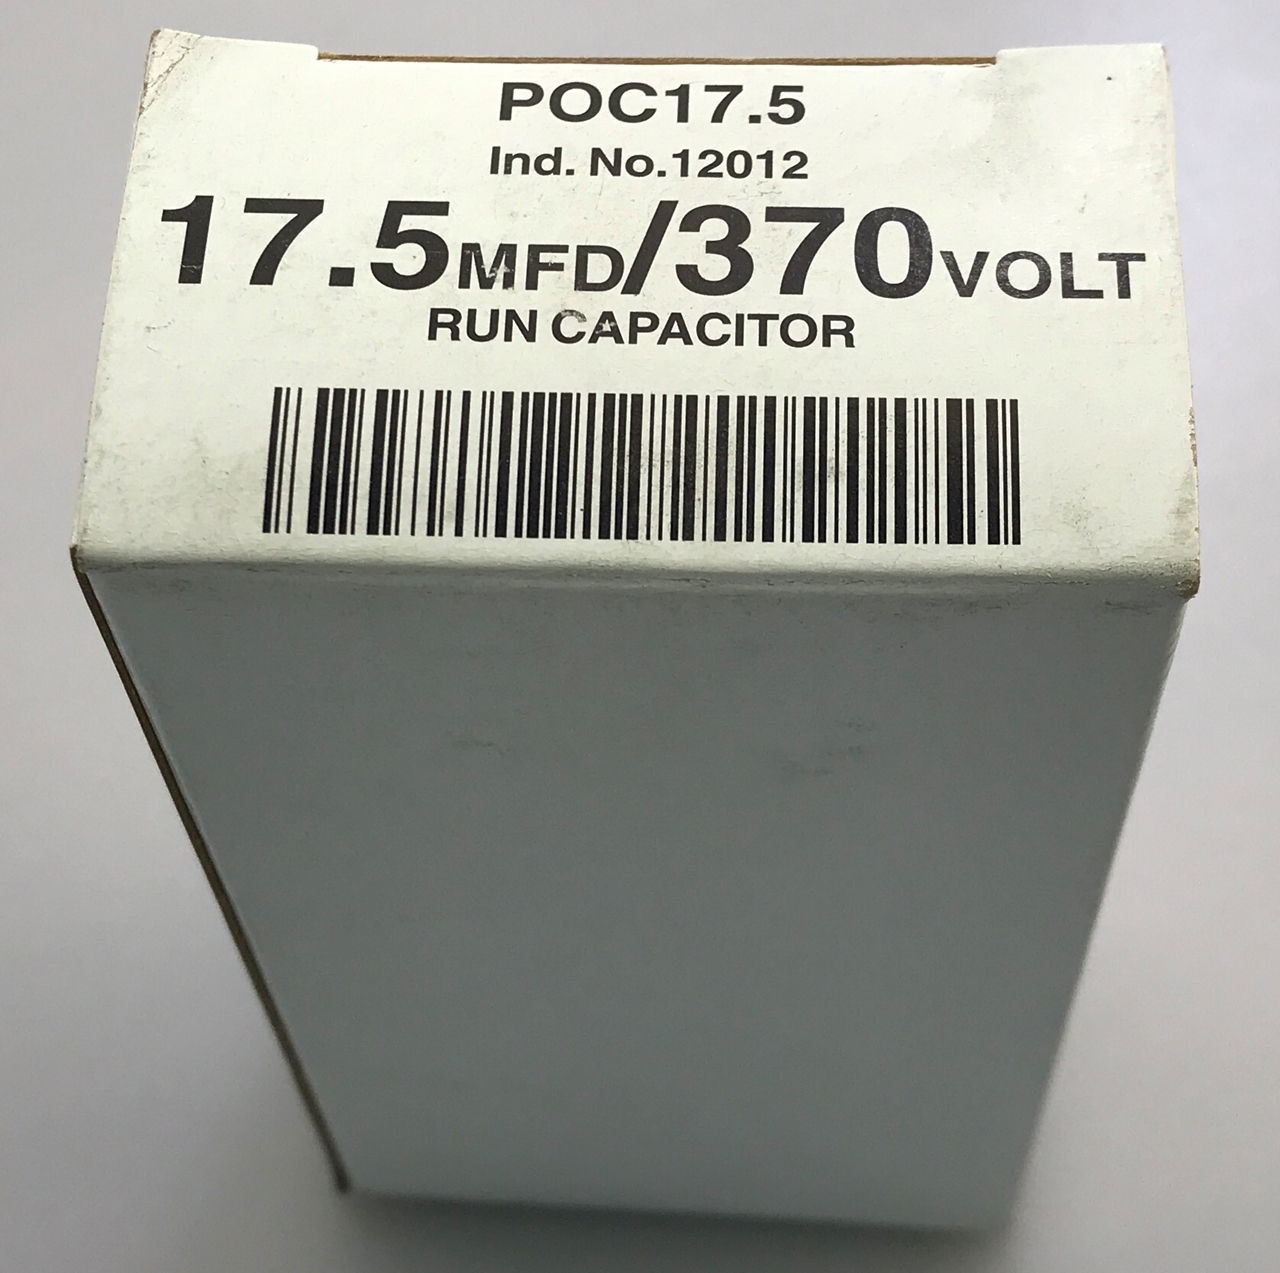 POC17.5
Ind. No.12012
17.5MFD/370VOLT
RUN CAPACITOR